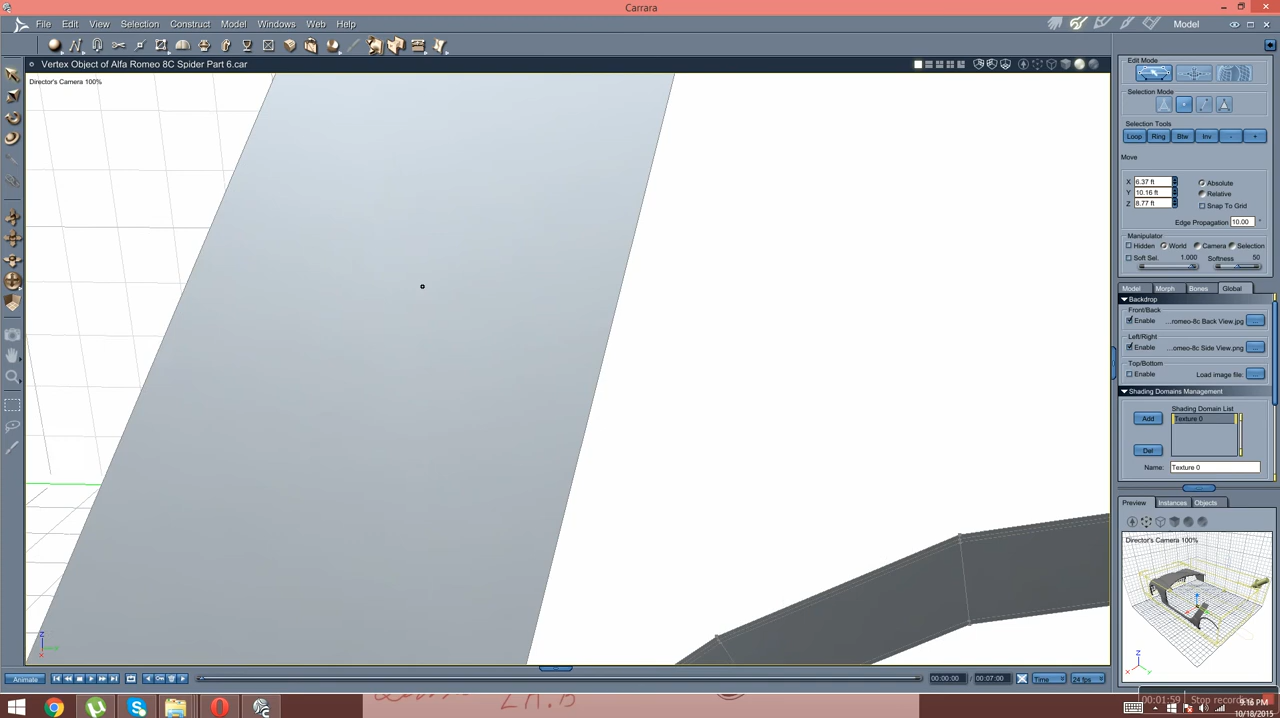 Carrara
File Edit View Selection Construct Model Windows Web Help
Model
Vertex Object of Alfa Romeo 8C Spider Part 6.car
Director's Camera 100%
Edit Mode
Selection Mode
Selection Tools
Loop Ring Btw Inv - +
Move
X 6.37 ft Absolute
Y 10.16 ft Relative
Z 8.77 ft Snap To Grid
Edge Propagation 10.00 °
Manipulator
Hidden World Camera Selection
Soft Sel. 1.000 Softness 50
Model Morph Bones Global
Backdrop
Front/Back
Enable ...romeo-8c Back View.jpg ...
Left/Right
Enable ...omeo-8c Side View.png ...
Top/Bottom
Enable Load image file: ...
Shading Domains Management
Shading Domain List
Add Texture 0
Del
Name: Texture 0
Preview Instances Objects
Director's Camera 100%
Z
X
Z
X
Animate 00:00:00 00:07:00 Time 24 fps
00:01:59 Stop recording
9:16 PM
10/18/2015